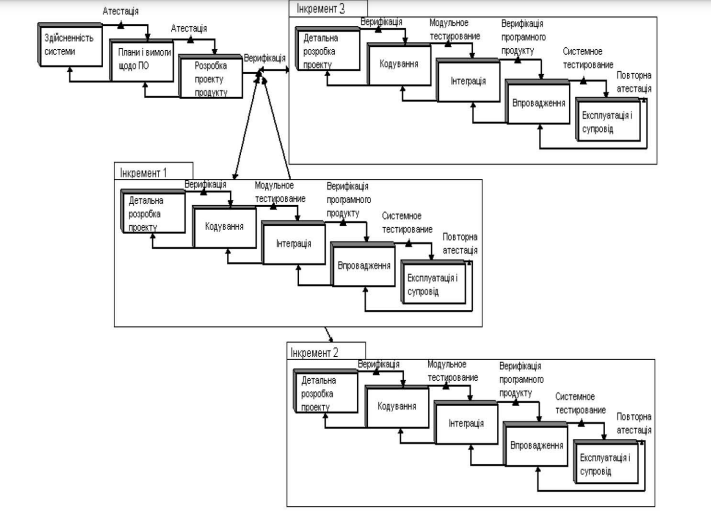 Атестація
Здійсненність
системи
Атестація
Плани і вимоги
щодо ПО
Розробка
проекту
продукту
Верифікація
Інкремент 3
Детальна
розробка
проекту
Верифікація
Кодування
Модульное
тестирование
Інтеграція
Верифікація
програмного
продукту
Впровадження
Системное
тестирование
Експлуатація і
супровід
Повторна
атестація
Інкремент 1
Детальна
розробка
проекту
Верифікація
Кодування
Модульное
тестирование
Інтеграція
Верифікація
програмного
продукту
Впровадження
Системное
тестирование
Експлуатація і
супровід
Повторна
атестація
Інкремент 2
Детальна
розробка
проекту
Верифікація
Кодування
Модульного
тестирование
Інтеграція
Верифікація
програмного
продукту
Впровадження
Системное
тестирование
Експлуатація і
супровід
Повторна
атестація